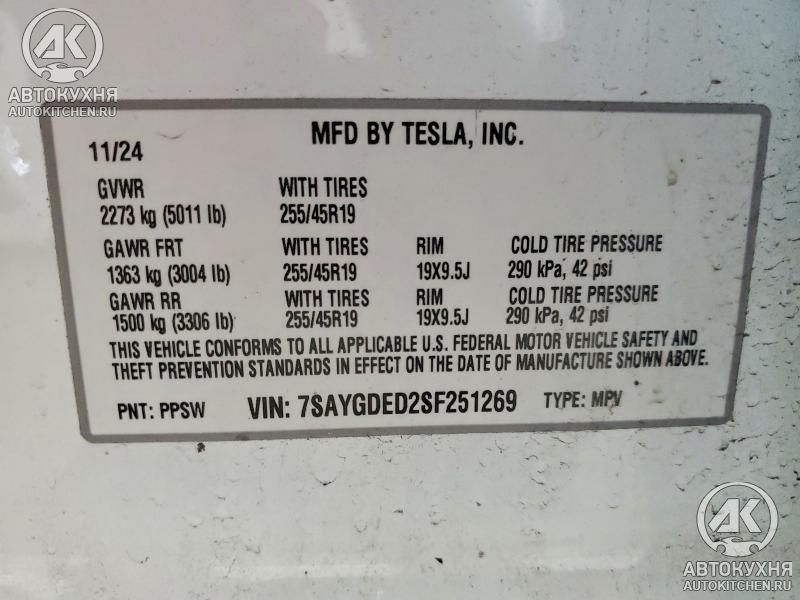 AK
АВТОКУХНЯ
AUTOKITCHEN.RU
11/24
MFD BY TESLA, INC.
GVWR WITH TIRES
2273 kg (5011 lb) 255/45R19
GAWR FRT WITH TIRES RIM COLD TIRE PRESSURE
1363 kg (3004 lb) 255/45R19 19X9.5J 290 kPa, 42 psi
GAWR RR WITH TIRES RIM COLD TIRE PRESSURE
1500 kg (3306 lb) 255/45R19 19X9.5J 290 kPa, 42 psi
THIS VEHICLE CONFORMS TO ALL APPLICABLE U.S. FEDERAL MOTOR VEHICLE SAFETY AND
THEFT PREVENTION STANDARDS IN EFFECT ON THE DATE OF MANUFACTURE SHOWN ABOVE.
PNT: PPSW VIN: 7SAYGDED2SF251269 TYPE: MPV
AK
АВТОКУХНЯ
AUTOKITCHEN.RU